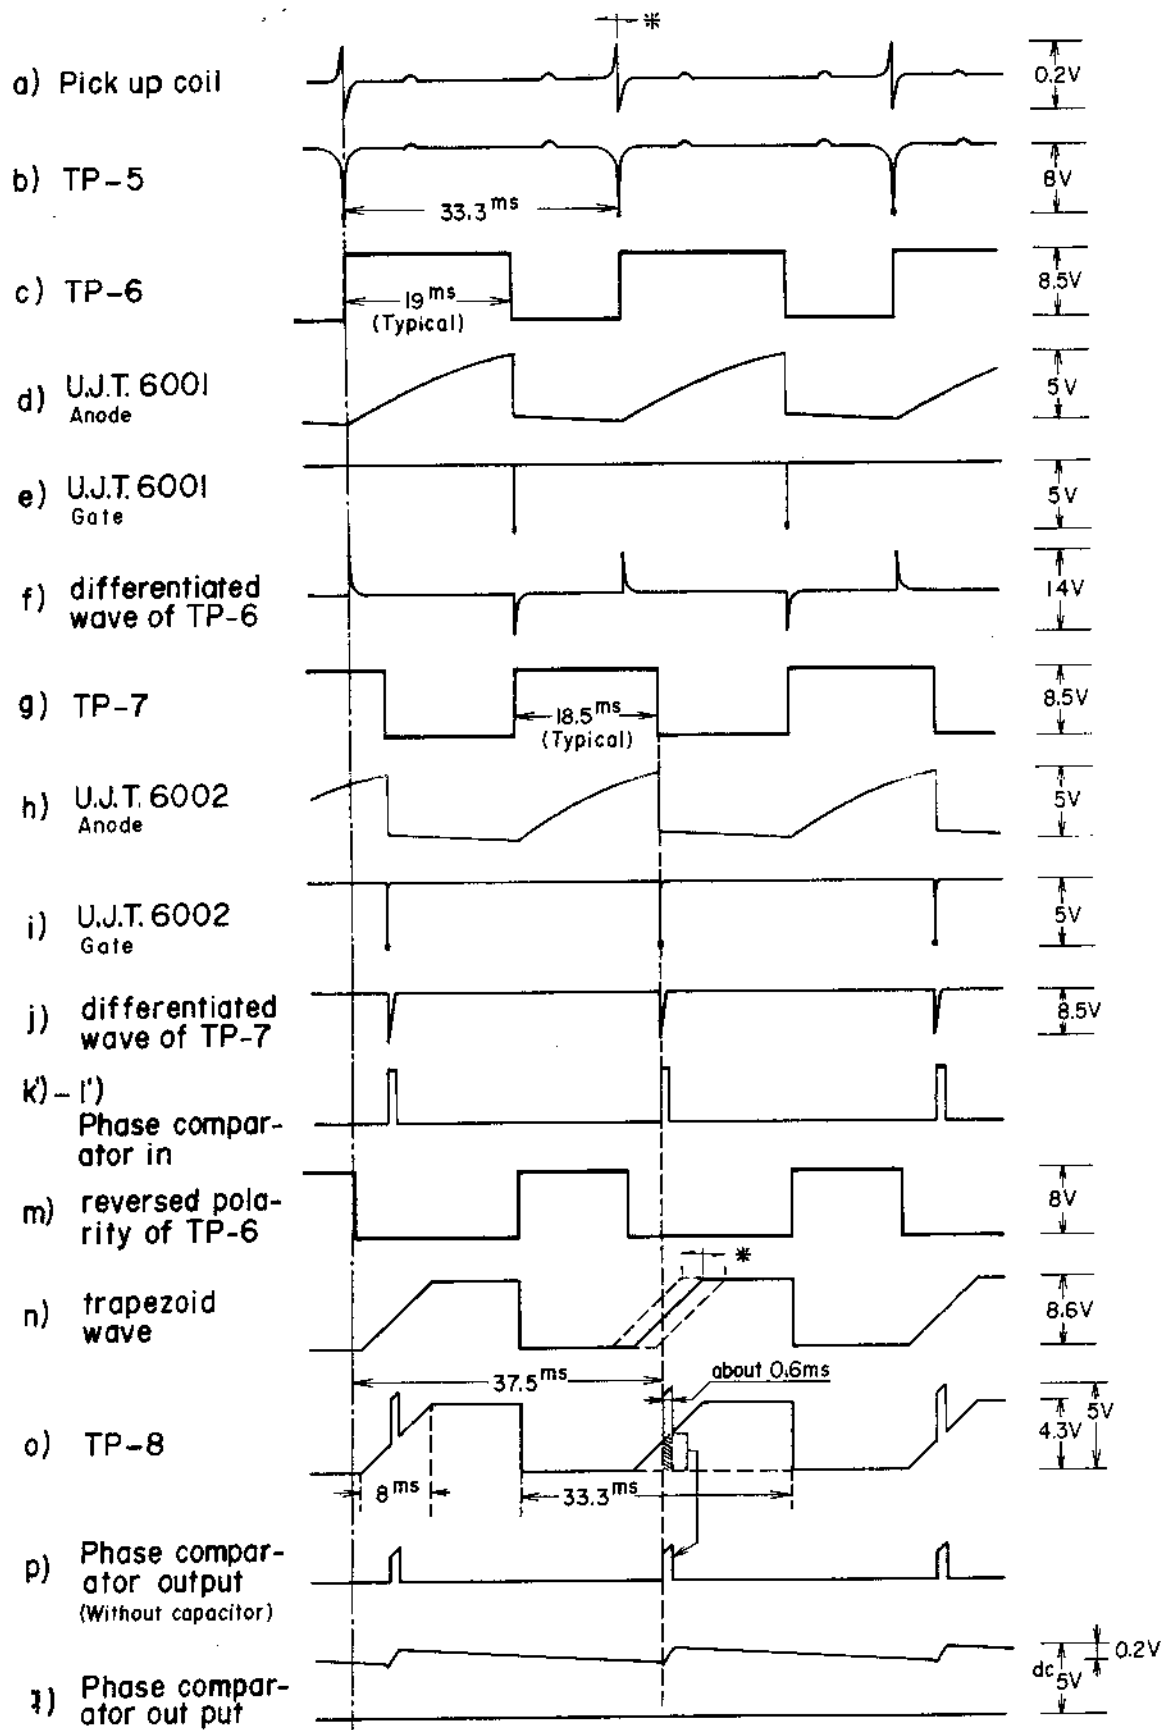 ※
a) Pick up coil
0.2V
b) TP-5
33.3ms
8V
c) TP-6
19ms
(Typical)
8.5V
d) U.J.T. 6001
Anode
5V
e) U.J.T. 6001
Gate
5V
f) differentiated
wave of TP-6
14V
g) TP-7
18.5ms
(Typical)
8.5V
h) U.J.T. 6002
Anode
5V
i) U.J.T. 6002
Gate
5V
j) differentiated
wave of TP-7
8.5V
k')-l')
Phase compar-
ator in
m) reversed pola-
rity of TP-6
8V
※
n) trapezoid
wave
8.6V
37.5ms
about 0.6ms
o) TP-8
4.3V
5V
8ms
33.3ms
p) Phase compar-
ator output
(Without capacitor)
0.2V
dc 5V
Phase compar-
ator out put